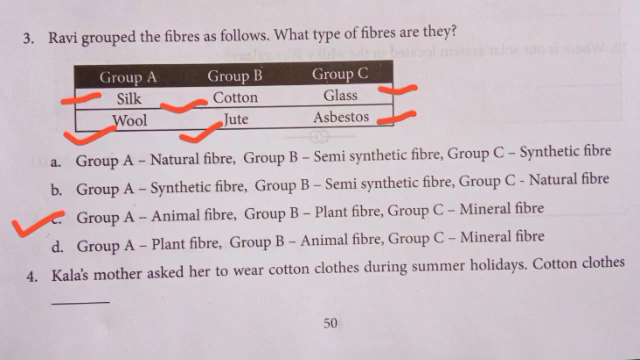 3. Ravi grouped the fibres as follows. What type of fibres are they?
Group A Group B Group C
Silk Cotton Glass
Wool Jute Asbestos
a. Group A – Natural fibre, Group B – Semi synthetic fibre, Group C – Synthetic fibre
b. Group A – Synthetic fibre, Group B – Semi synthetic fibre, Group C - Natural fibre
c. Group A – Animal fibre, Group B – Plant fibre, Group C – Mineral fibre
d. Group A – Plant fibre, Group B – Animal fibre, Group C – Mineral fibre
4. Kala's mother asked her to wear cotton clothes during summer holidays. Cotton clothes
50